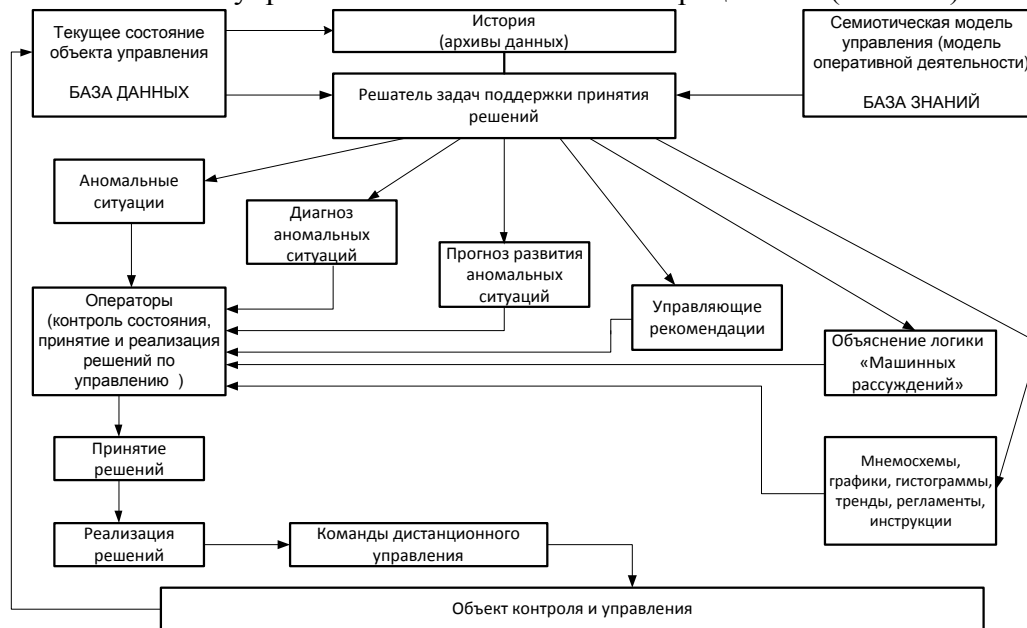 Текущее состояние
объекта управления
БАЗА ДАННЫХ
История
(архивы данных)
Семиотическая модель
управления (модель
оперативной деятельности)
БАЗА ЗНАНИЙ
Решатель задач поддержки принятия
решений
Аномальные
ситуации
Диагноз
аномальных
ситуаций
Прогноз развития
аномальных
ситуаций
Управляющие
рекомендации
Объяснение логики
«Машинных
рассуждений»
Операторы
(контроль состояния,
принятие и реализация
решений по
управлению )
Мнемосхемы,
графики, гистограммы,
тренды, регламенты,
инструкции
Принятие
решений
Реализация
решений
Команды дистанционного
управления
Объект контроля и управления